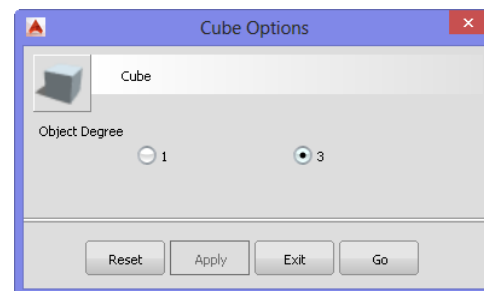 Cube Options
Cube
Object Degree
1 3
Reset Apply Exit Go